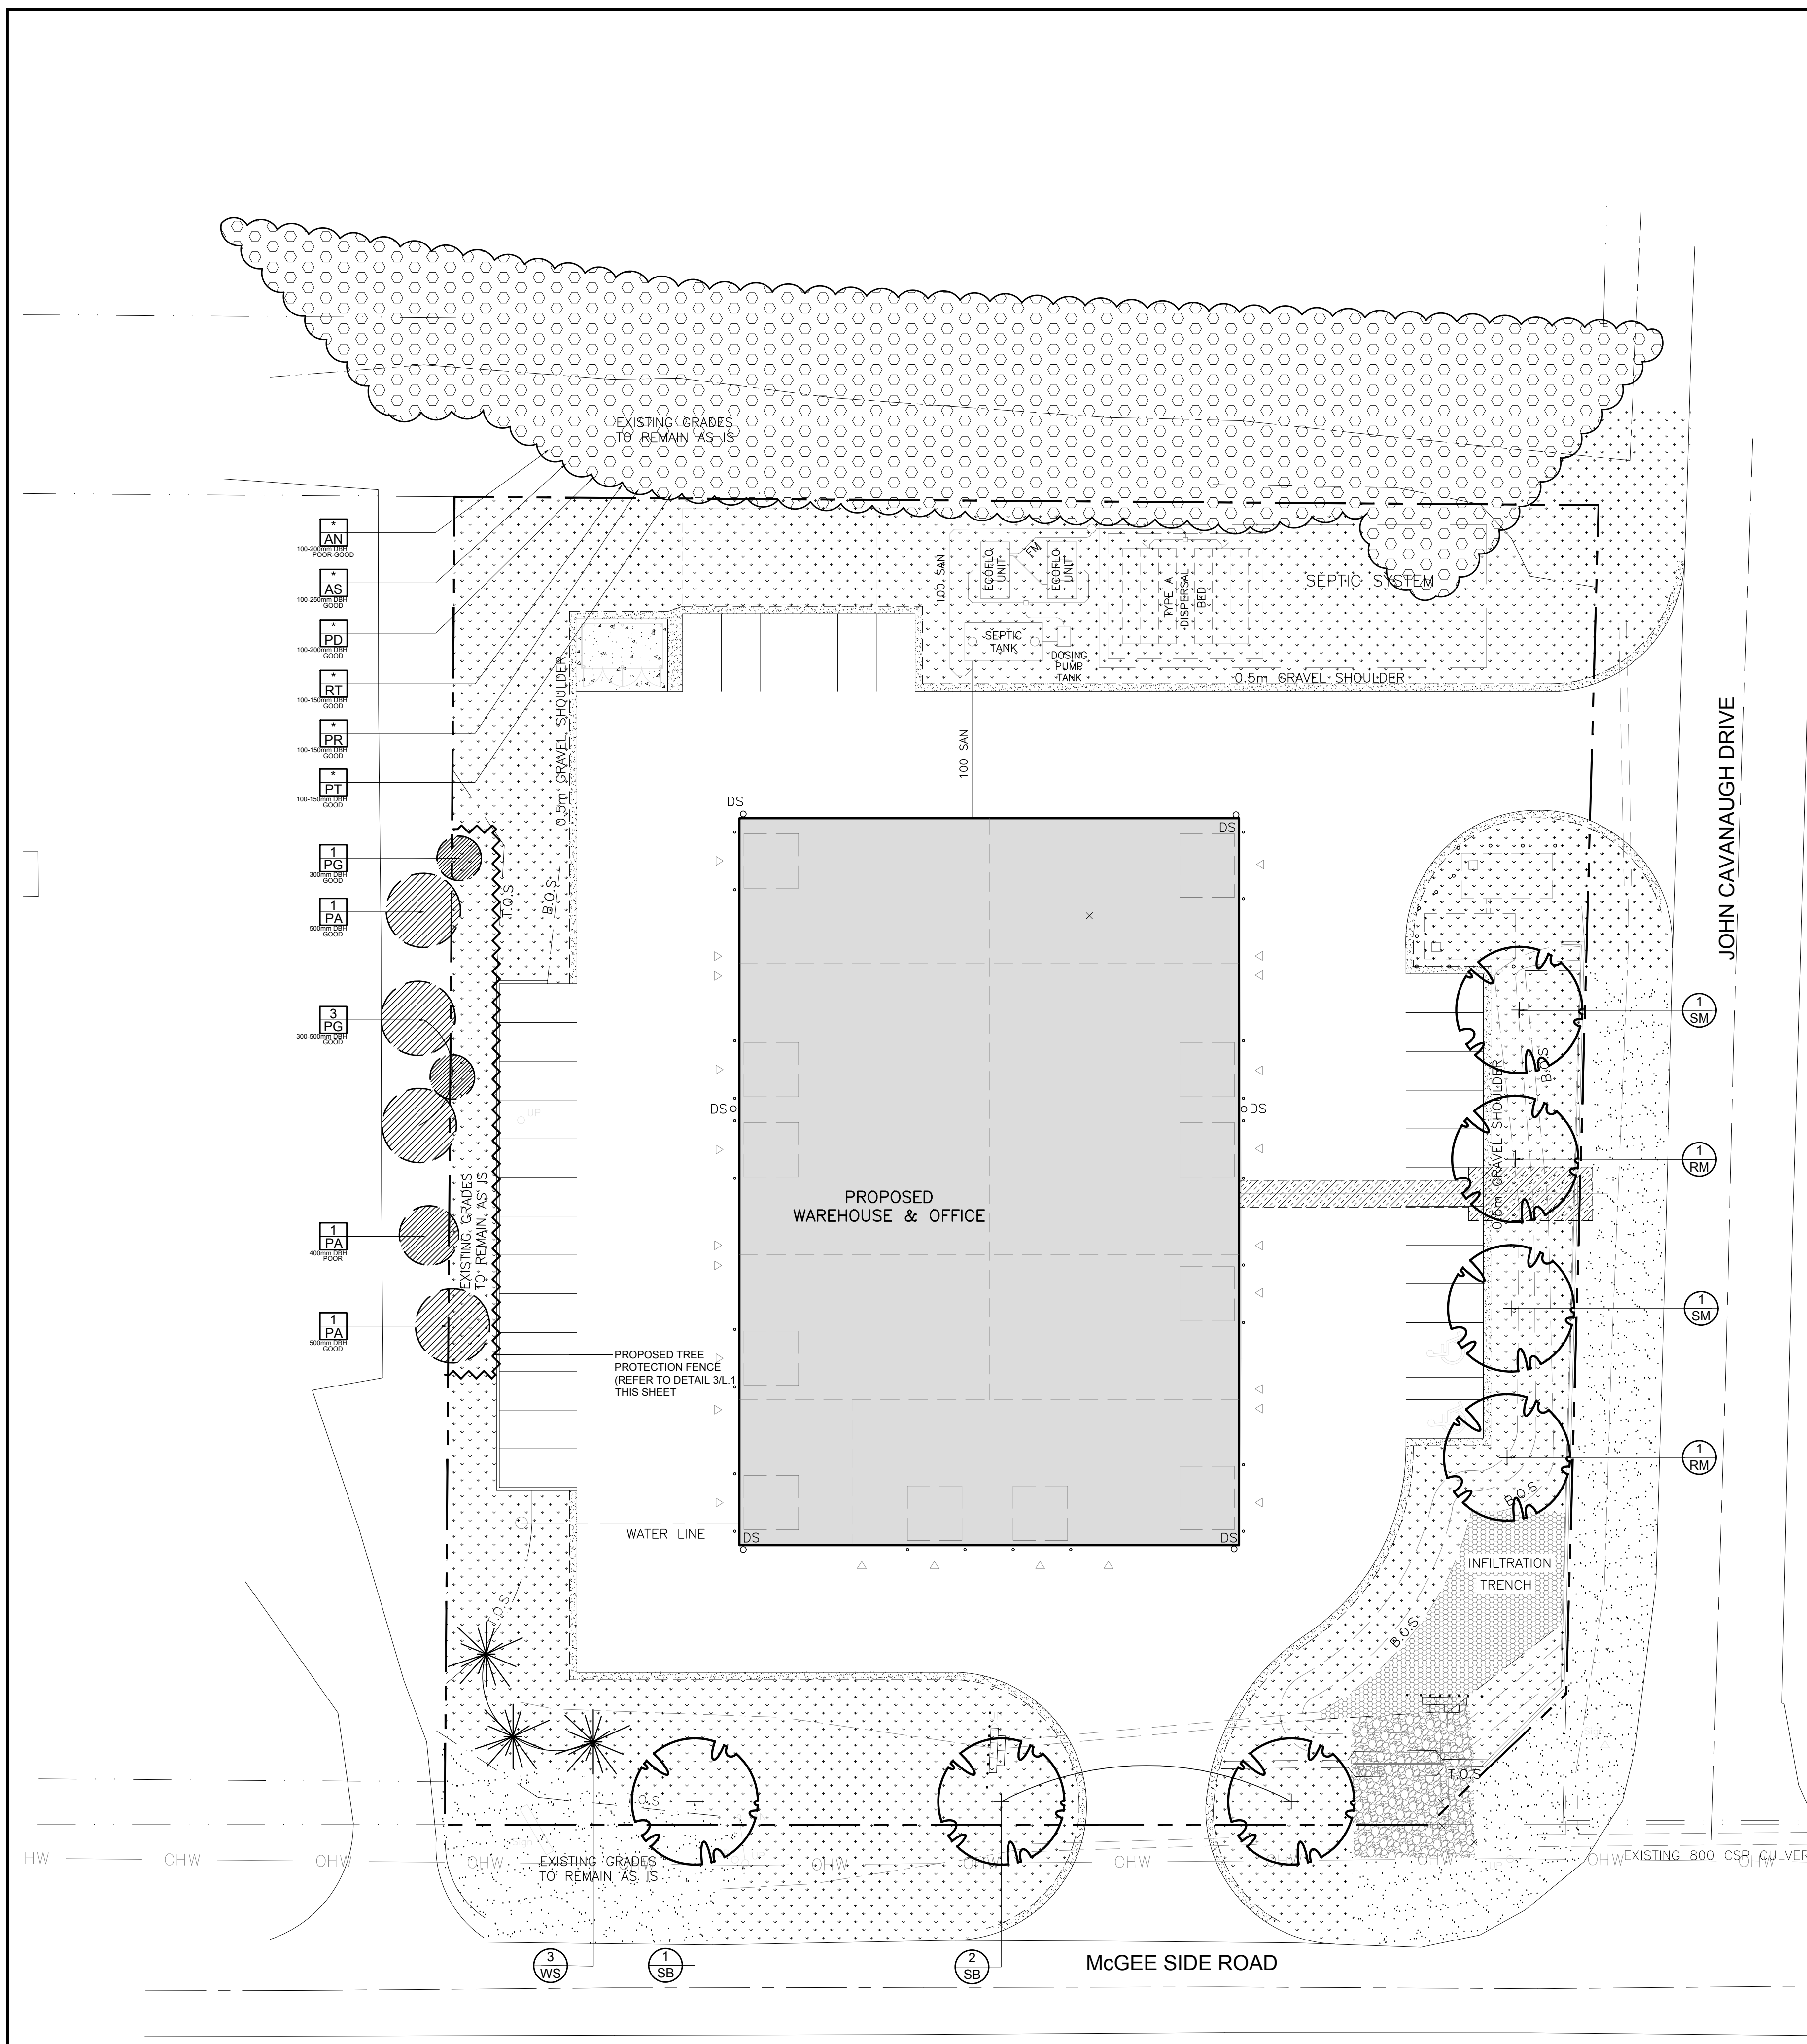 EXISTING GRADES
TO REMAIN AS IS
*
AN
100-200mm DBH
POOR-GOOD
*
AS
100-250mm DBH
GOOD
*
PD
100-200mm DBH
GOOD
*
RT
100-150mm DBH
GOOD
*
PR
100-150mm DBH
GOOD
*
PT
100-150mm DBH
GOOD
1
PG
300mm DBH
GOOD
1
PA
500mm DBH
GOOD
3
PG
300-500mm DBH
GOOD
1
PA
400mm DBH
POOR
1
PA
500mm DBH
GOOD
100 SAN
ECOFLO
UNIT
FM
ECOFLO
UNIT
TYPE A
DISPERSAL
BED
SEPTIC SYSTEM
SEPTIC
TANK
DOSING
PUMP
TANK
0.5m GRAVEL SHOULDER
0.5m GRAVEL SHOULDER
100 SAN
JOHN CAVANAUGH DRIVE
DS
DS
T.O.S
B.O.S
UP
DS
DS
PROPOSED
WAREHOUSE & OFFICE
EXISTING GRADES
TO REMAIN AS IS
PROPOSED TREE
PROTECTION FENCE
(REFER TO DETAIL 3/L.1
THIS SHEET
1
SM
B.O.S
0.5m GRAVEL SHOULDER
1
RM
1
SM
1
RM
B.O.S
WATER LINE
DS
DS
INFILTRATION
TRENCH
B.O.S
T.O.S
T.O.S
T.O.S
HW
OHW
OHW
OHW
OHW
OHW
OHW
OHW
OHW
OHW
OHW
EXISTING GRADES
TO REMAIN AS IS
EXISTING 800 CSP CULVER
3
WS
1
SB
2
SB
McGEE SIDE ROAD